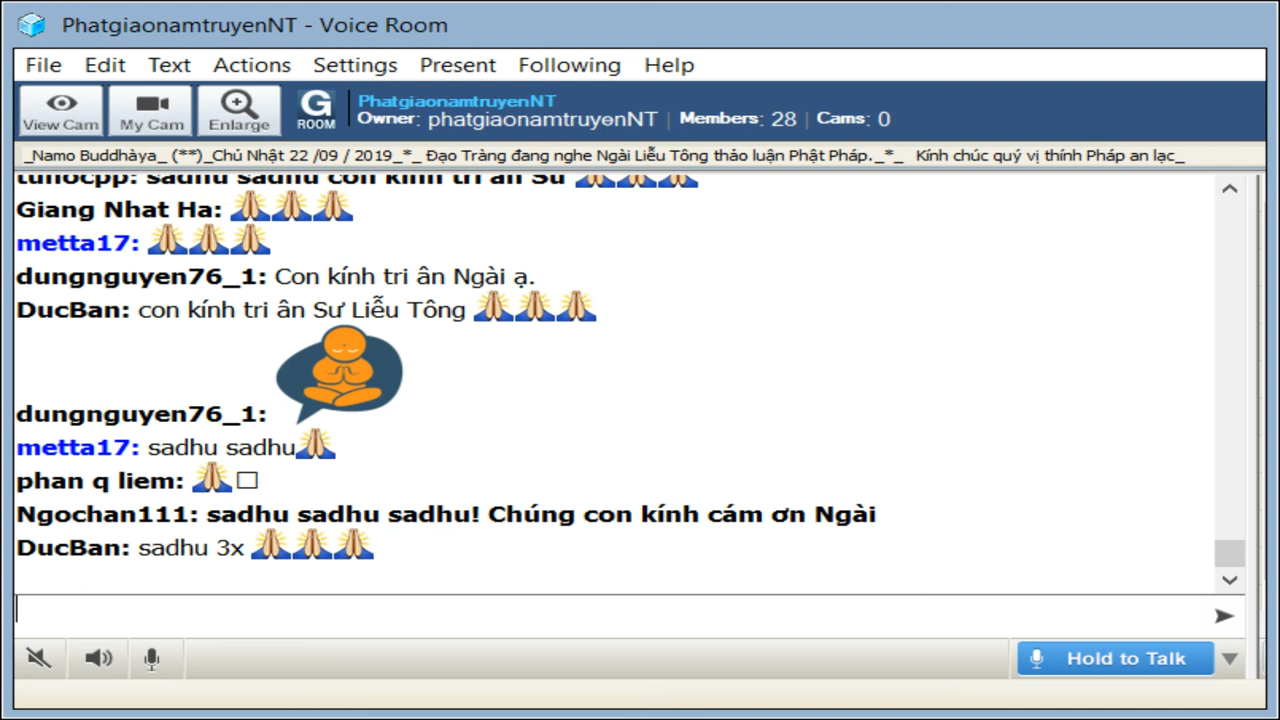 PhatgiaonamtruyenNT - Voice Room
File Edit Text Actions Settings Present Following Help
View Cam My Cam Enlarge G ROOM
PhatgiaonamtruyenNT
Owner: phatgiaonamtruyenNT | Members: 28 | Cams: 0
_Namo Buddhàya_ (**)_Chủ Nhật 22 /09 / 2019_*_ Đạo Tràng đang nghe Ngài Liễu Tông thảo luận Phật Pháp._*_ Kính chúc quý vị thính Pháp an lạc_
sadhu sadhu con kính tri ân Sư 🙏🙏🙏
Giang Nhat Ha: 🙏🙏🙏
metta17: 🙏🙏🙏
dungnguyen76_1: Con kính tri ân Ngài ạ.
DucBan: con kính tri ân Sư Liễu Tông 🙏🙏🙏
dungnguyen76_1:
metta17: sadhu sadhu🙏
phan q liem: 🙏□
Ngochan111: sadhu sadhu sadhu! Chúng con kính cám ơn Ngài
DucBan: sadhu 3x 🙏🙏🙏
Hold to Talk